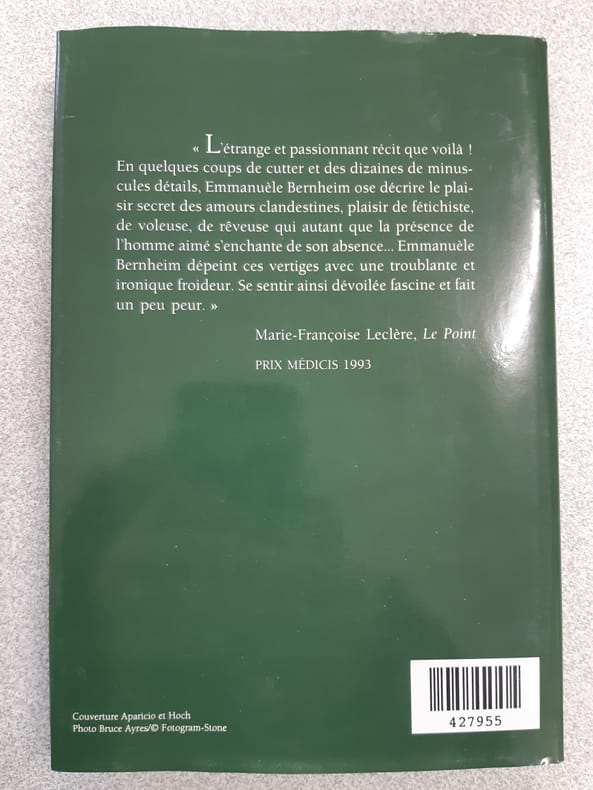 « L'étrange et passionnant récit que voilà !
En quelques coups de cutter et des dizaines de minus-
cules détails, Emmanuèle Bernheim ose décrire le plai-
sir secret des amours clandestines, plaisir de fétichiste,
de voleuse, de rêveuse qui autant que la présence de
l'homme aimé s'enchante de son absence... Emmanuèle
Bernheim dépeint ces vertiges avec une troublante et
ironique froideur. Se sentir ainsi dévoilée fascine et fait
un peu peur. »
Marie-Françoise Leclère, Le Point
PRIX MÉDICIS 1993
Couverture Aparicio et Hoch
Photo Bruce Ayres/© Fotogram-Stone
427955